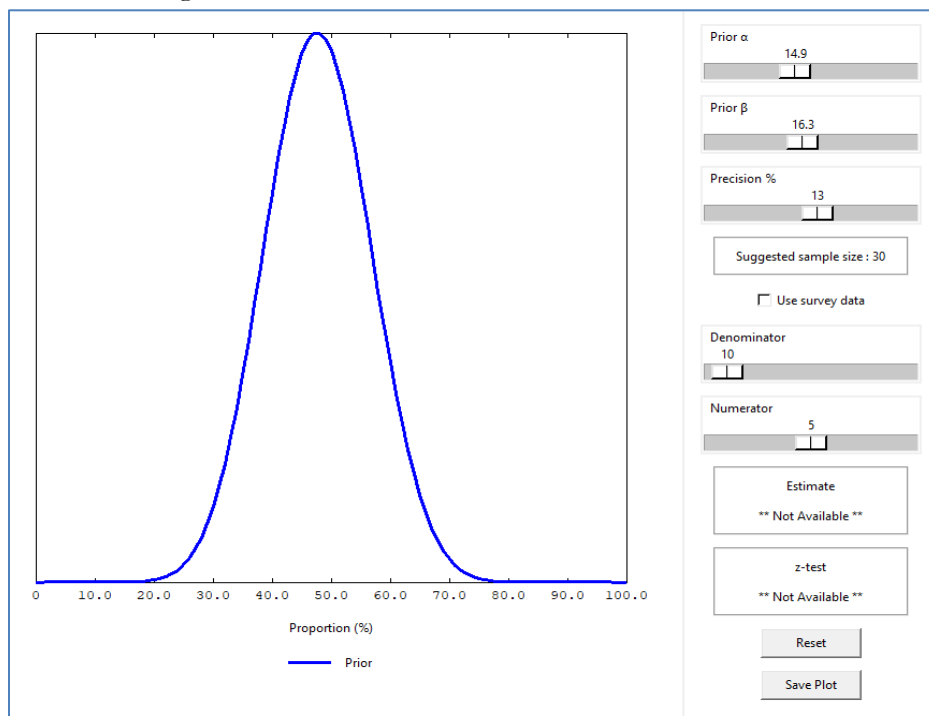 Prior α
14.9
Prior β
16.3
Precision %
13
Suggested sample size : 30
Use survey data
Denominator
10
Numerator
5
Estimate
** Not Available **
z-test
** Not Available **
Reset
Save Plot
0 10.0 20.0 30.0 40.0 50.0 60.0 70.0 80.0 90.0 100.0
Proportion (%)
Prior